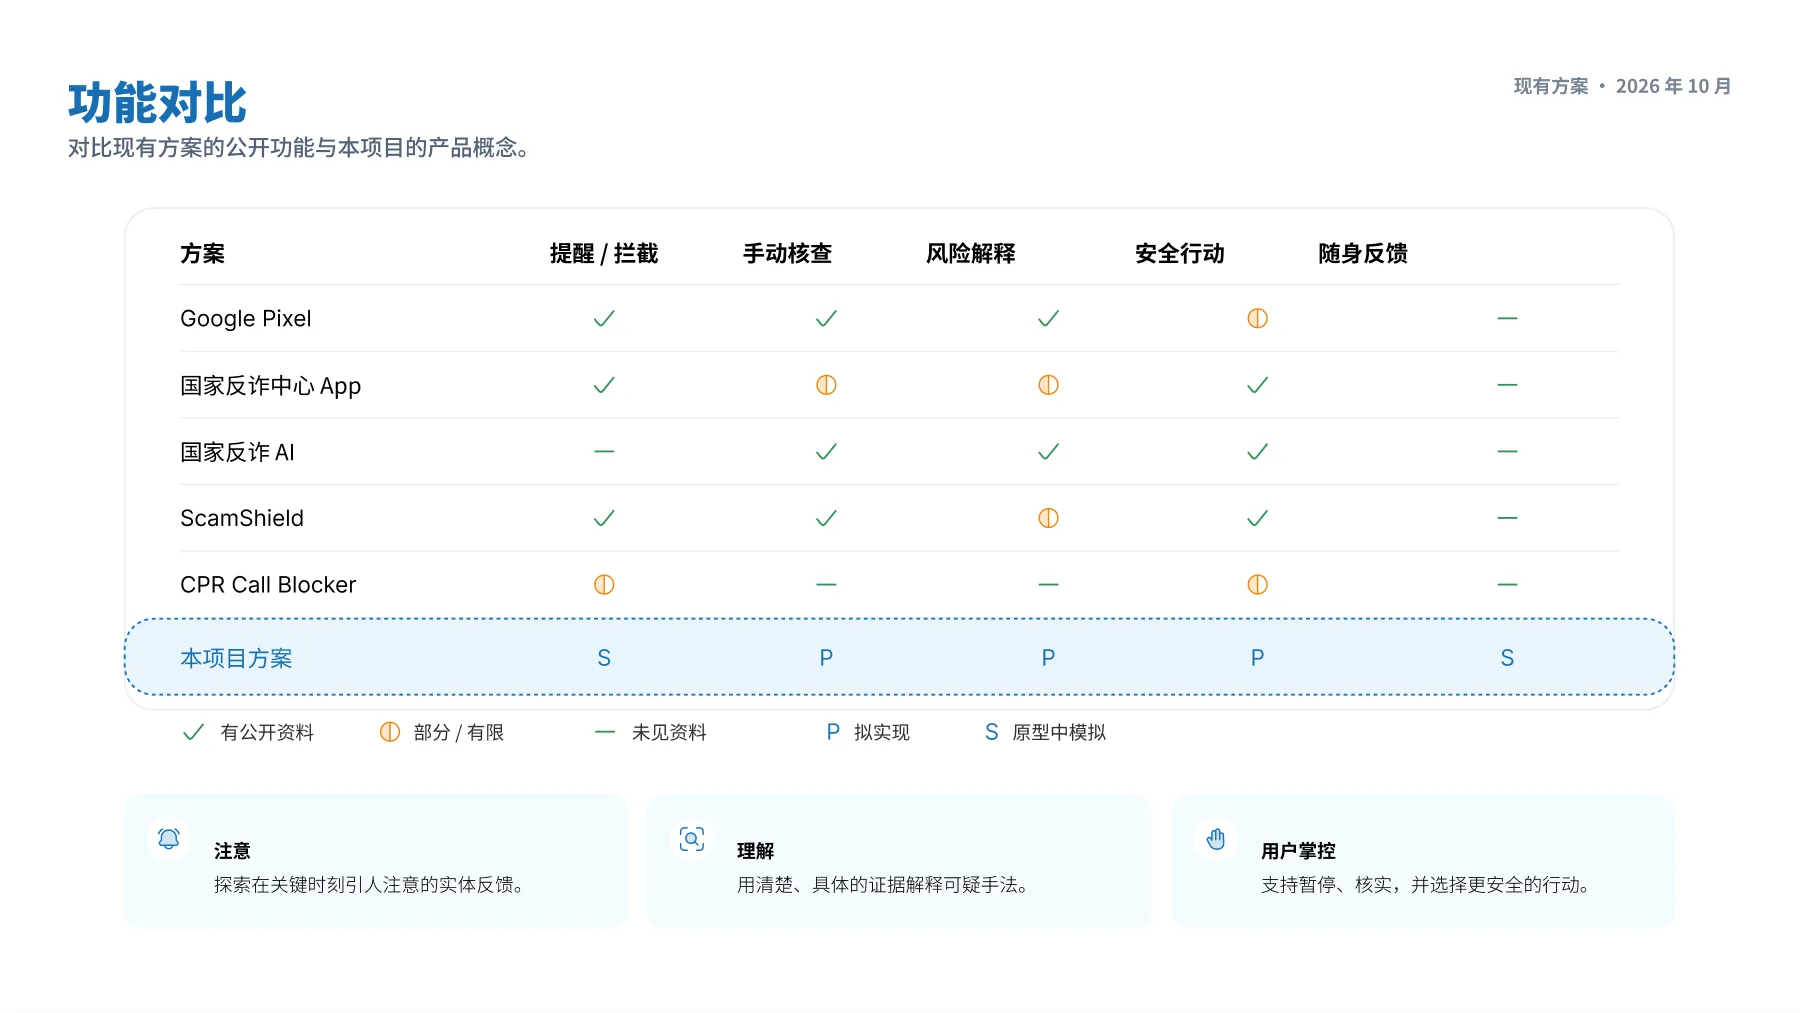 功能对比
现有方案 • 2026 年 10 月
对比现有方案的公开功能与本项目的产品概念。
方案 提醒 / 拦截 手动核查 风险解释 安全行动 随身反馈
Google Pixel
国家反诈中心 App
国家反诈 AI
ScamShield
CPR Call Blocker
本项目方案 S P P P S
有公开资料 部分 / 有限 未见资料 P 拟实现 S 原型中模拟
注意
探索在关键时刻引人注意的实体反馈。
理解
用清楚、具体的证据解释可疑手法。
用户掌控
支持暂停、核实，并选择更安全的行动。